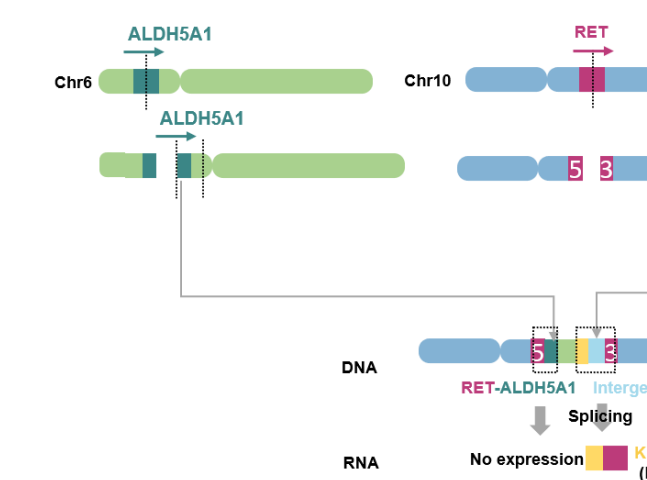 ALDH5A1
RET
Chr6
Chr10
ALDH5A1
5 3
5 3
DNA
RET-ALDH5A1 Interge
Splicing
No expression
K
RNA
(